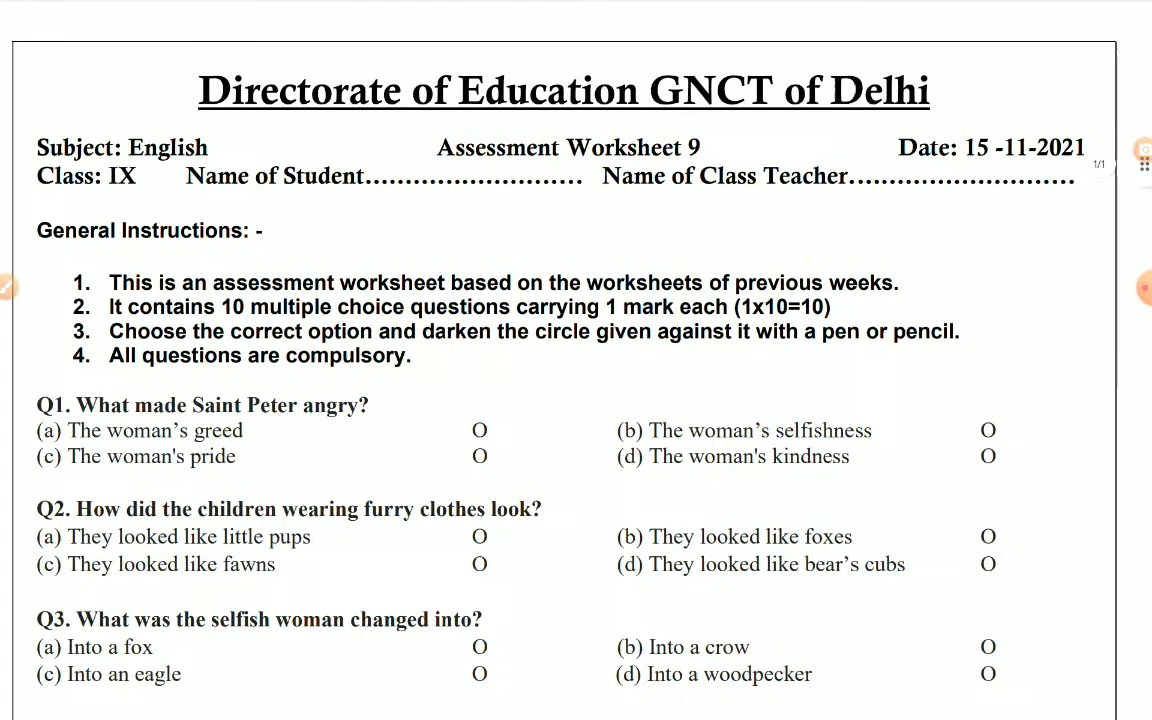 Directorate of Education GNCT of Delhi
Subject: English Assessment Worksheet 9 Date: 15 -11-2021
Class: IX Name of Student........................... Name of Class Teacher............................
1/1
General Instructions: -
1. This is an assessment worksheet based on the worksheets of previous weeks.
2. It contains 10 multiple choice questions carrying 1 mark each (1x10=10)
3. Choose the correct option and darken the circle given against it with a pen or pencil.
4. All questions are compulsory.
Q1. What made Saint Peter angry?
(a) The woman’s greed O (b) The woman’s selfishness O
(c) The woman's pride O (d) The woman's kindness O
Q2. How did the children wearing furry clothes look?
(a) They looked like little pups O (b) They looked like foxes O
(c) They looked like fawns O (d) They looked like bear’s cubs O
Q3. What was the selfish woman changed into?
(a) Into a fox O (b) Into a crow O
(c) Into an eagle O (d) Into a woodpecker O